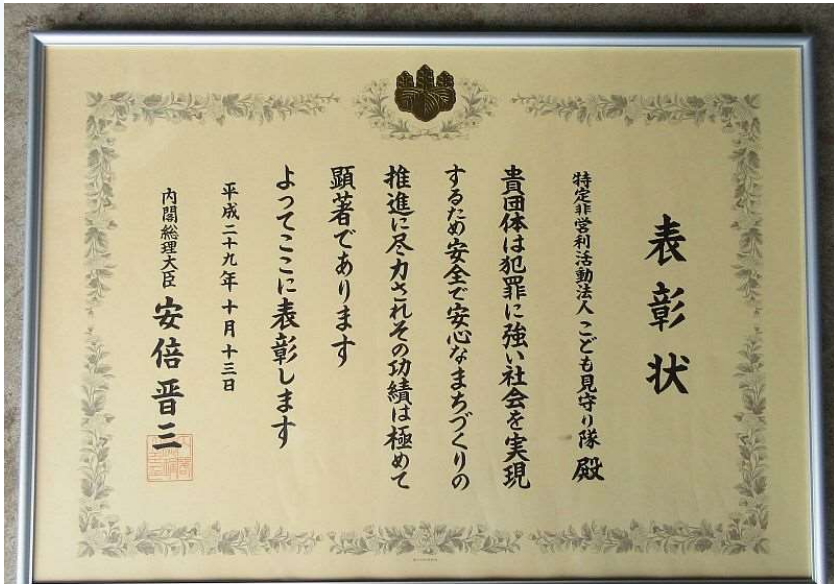 表彰状
特定非営利活動法人 こども見守り隊 殿
貴団体は犯罪に強い社会を実現
するため安全で安心なまちづくりの
推進に尽力されその功績は極めて
顕著であります
よってここに表彰します
平成二十九年十月十三日
内閣総理大臣 安倍晋三